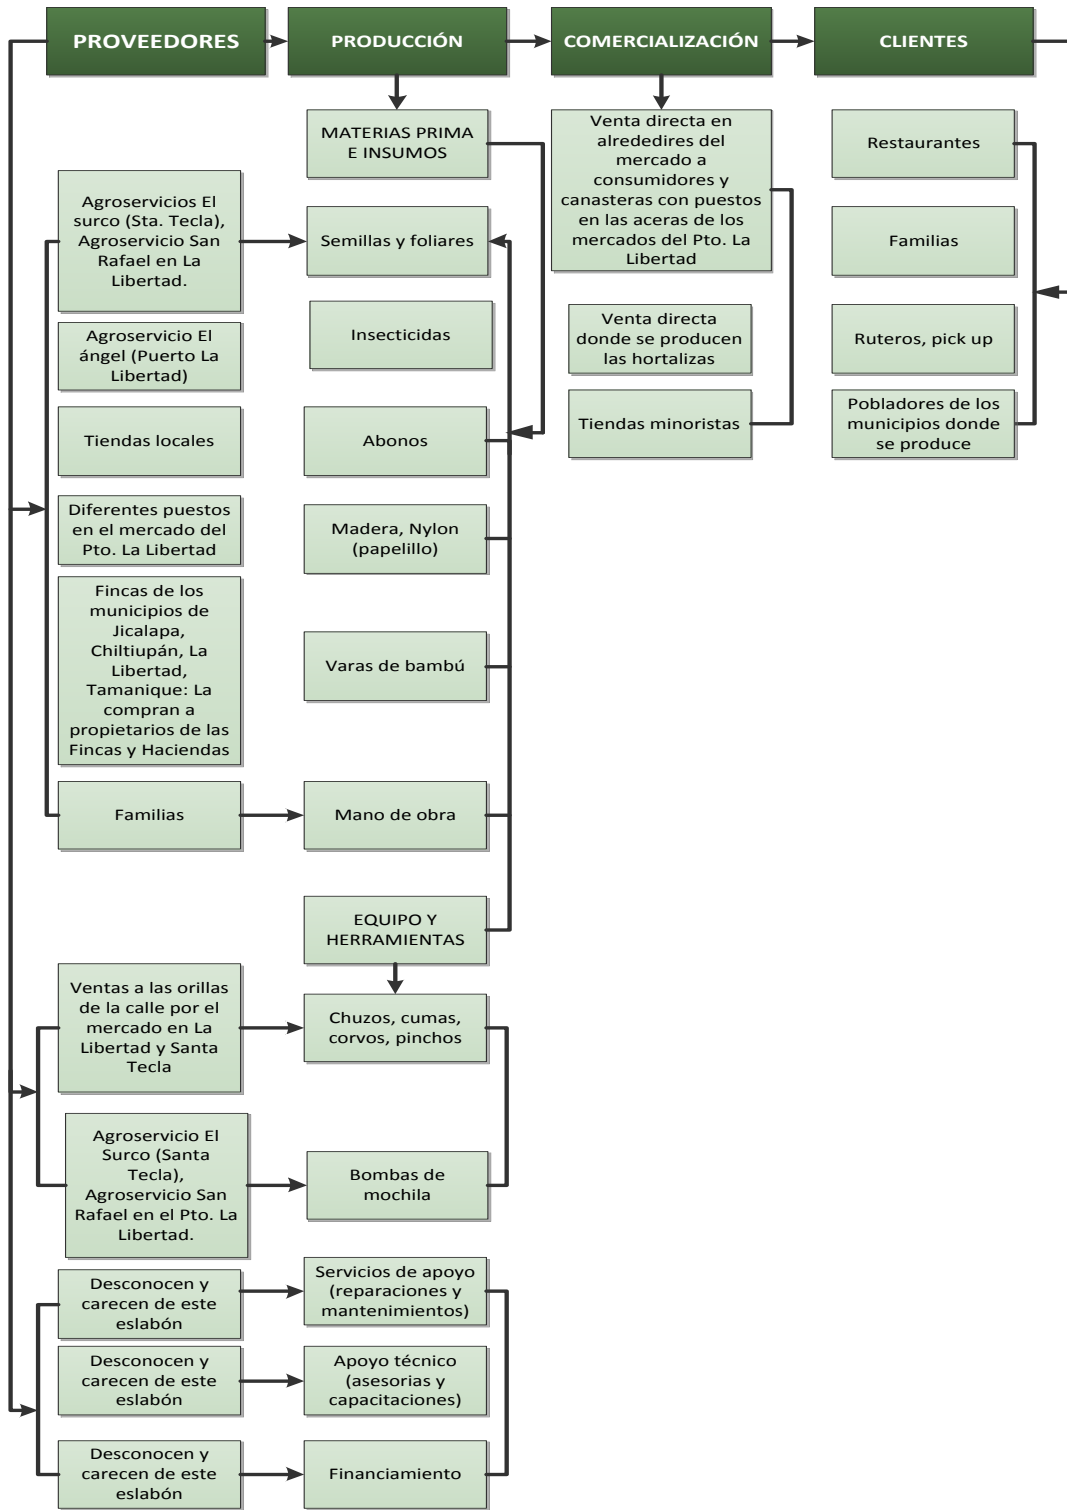 PROVEEDORES
PRODUCCIÓN
COMERCIALIZACIÓN
CLIENTES
Agroservicios El
surco (Sta. Tecla),
Agroservicio San
Rafael en La
Libertad.
Agroservicio El
ángel (Puerto La
Libertad)
Tiendas locales
Diferentes puestos
en el mercado del
Pto. La Libertad
Fincas de los
municipios de
Jicalapa,
Chiltiupán, La
Libertad,
Tamanique: La
compran a
propietarios de las
Fincas y Haciendas
Familias
Ventas a las orillas
de la calle por el
mercado en La
Libertad y Santa
Tecla
Agroservicio El
Surco (Santa
Tecla),
Agroservicio San
Rafael en el Pto. La
Libertad.
Desconocen y
carecen de este
eslabón
Desconocen y
carecen de este
eslabón
Desconocen y
carecen de este
eslabón
MATERIAS PRIMA
E INSUMOS
Semillas y foliares
Insecticidas
Abonos
Madera, Nylon
(papelillo)
Varas de bambú
Mano de obra
EQUIPO Y
HERRAMIENTAS
Chuzos, cumas,
corvos, pinchos
Bombas de
mochila
Servicios de apoyo
(reparaciones y
mantenimientos)
Apoyo técnico
(asesorias y
capacitaciones)
Financiamiento
Venta directa en
alrededires del
mercado a
consumidores y
canasteras con puestos
en las aceras de los
mercados del Pto. La
Libertad
Venta directa
donde se producen
las hortalizas
Tiendas minoristas
Restaurantes
Familias
Ruteros, pick up
Pobladores de los
municipios donde
se produce